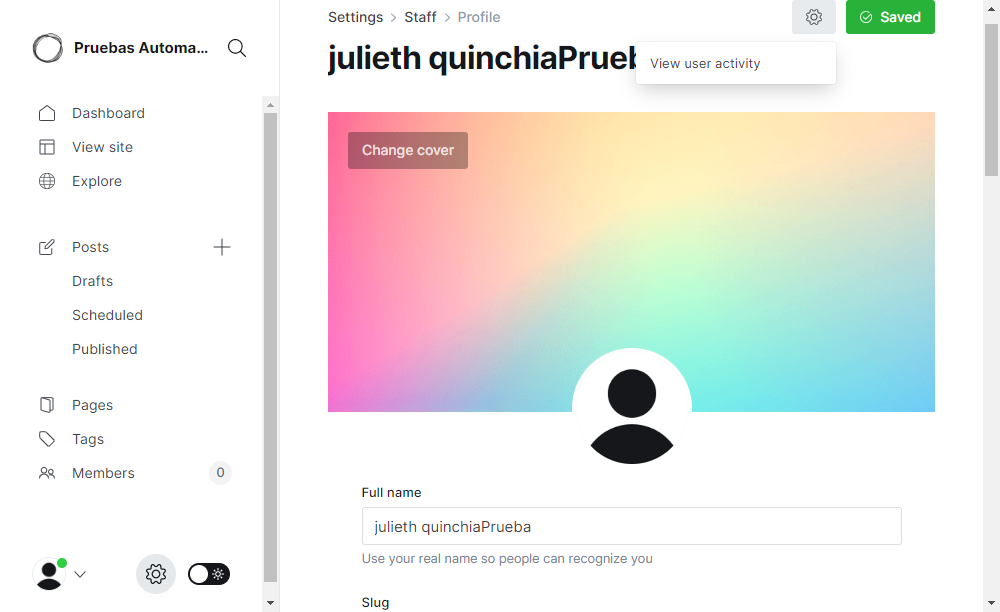 Pruebas Automa...
Dashboard
View site
Explore
Posts
Drafts
Scheduled
Published
Pages
Tags
Members
0
Settings > Staff > Profile
Saved
julieth quinchiaPrueb
View user activity
Change cover
Full name
julieth quinchiaPrueba
Use your real name so people can recognize you
Slug